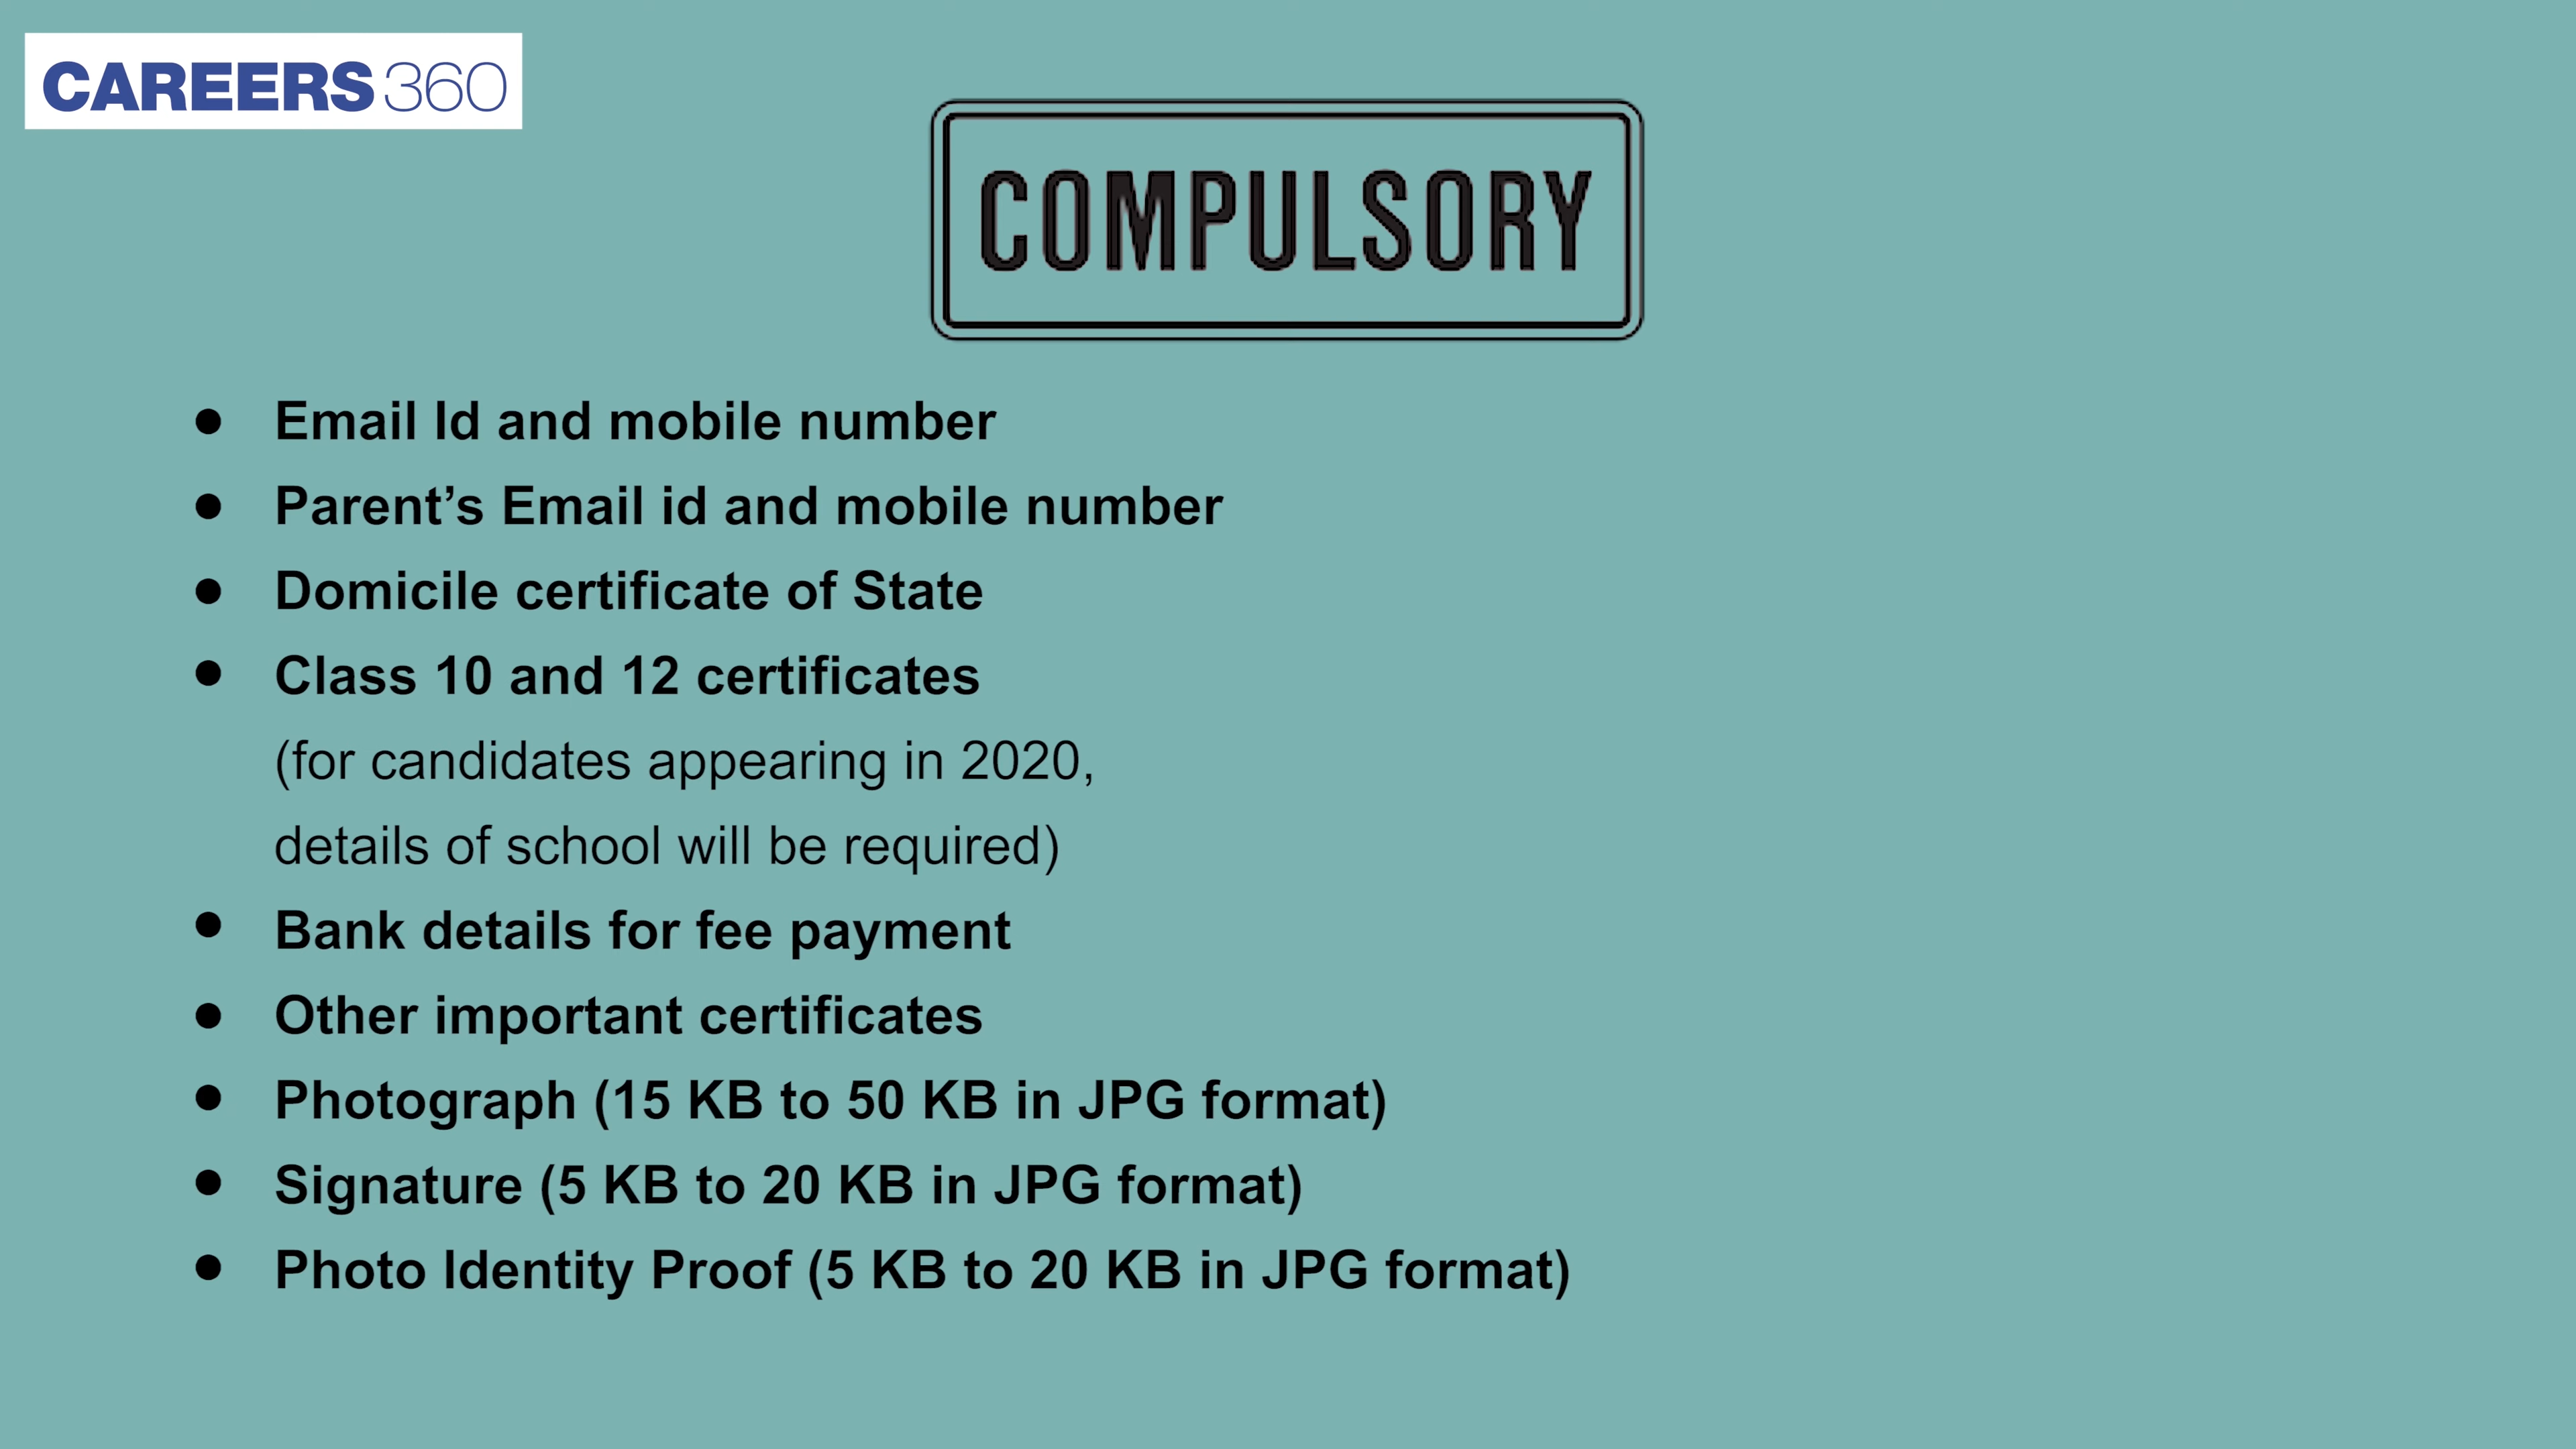 CAREERS360
COMPULSORY
● Email Id and mobile number
● Parent’s Email id and mobile number
● Domicile certificate of State
● Class 10 and 12 certificates
(for candidates appearing in 2020,
details of school will be required)
● Bank details for fee payment
● Other important certificates
● Photograph (15 KB to 50 KB in JPG format)
● Signature (5 KB to 20 KB in JPG format)
● Photo Identity Proof (5 KB to 20 KB in JPG format)